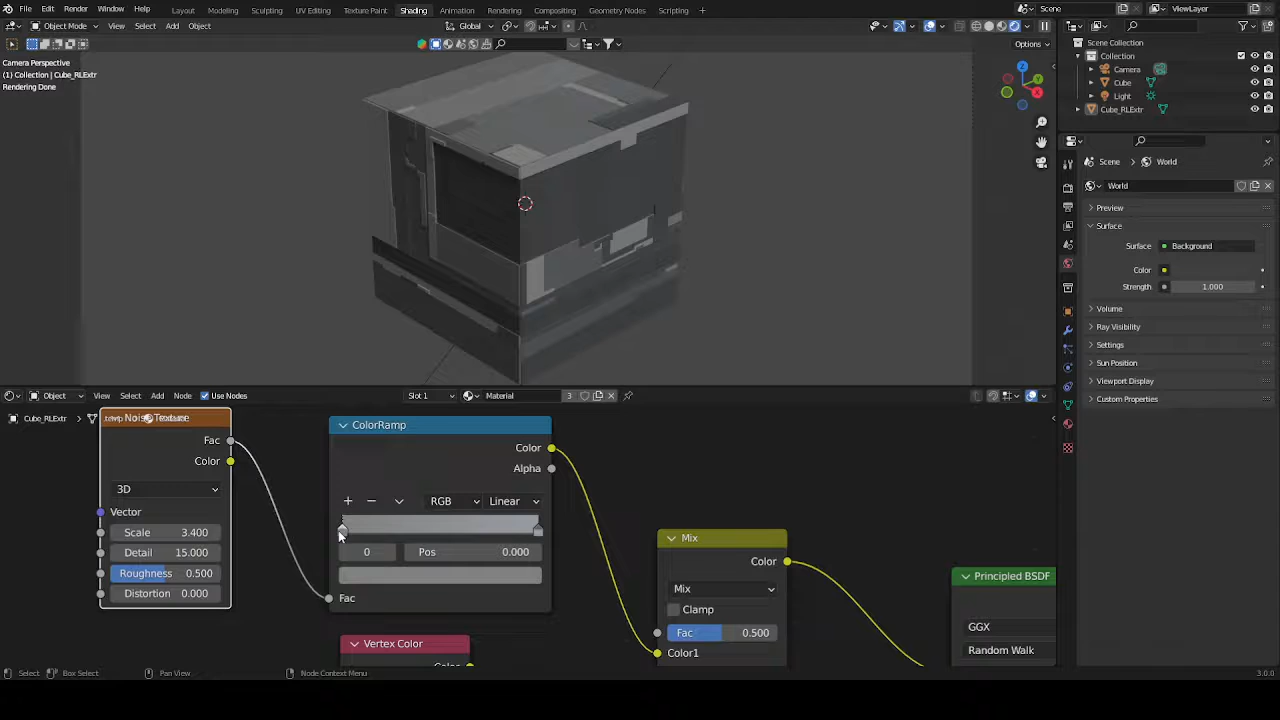 File Edit Render Window Help Layout Modeling Sculpting UV Editing Texture Paint Shading Animation Rendering Compositing Geometry Nodes Scripting Scene ViewLayer
Object Mode View Select Add Object Global
Options
Camera Perspective
(1) Collection | Cube_RLExtr
Rendering Done
Scene Collection
Collection
Camera
Cube
Light
Cube_RLExtr
Scene World
World
Preview
Surface
Surface Background
Color
Strength 1.000
Volume
Ray Visibility
Settings
Sun Position
Viewport Display
Custom Properties
Object View Select Add Node Use Nodes Slot 1 Material 3
Cube_RLExtr
Noise Texture
Fac
Color
3D
Vector
Scale 3.400
Detail 15.000
Roughness 0.500
Distortion 0.000
ColorRamp
Color
Alpha
RGB Linear
0 Pos 0.000
Fac
Vertex Color
Mix
Color
Mix
Clamp
Fac 0.500
Color1
Principled BSDF
GGX
Random Walk
Select Box Select Pan View Node Context Menu 3.0.0